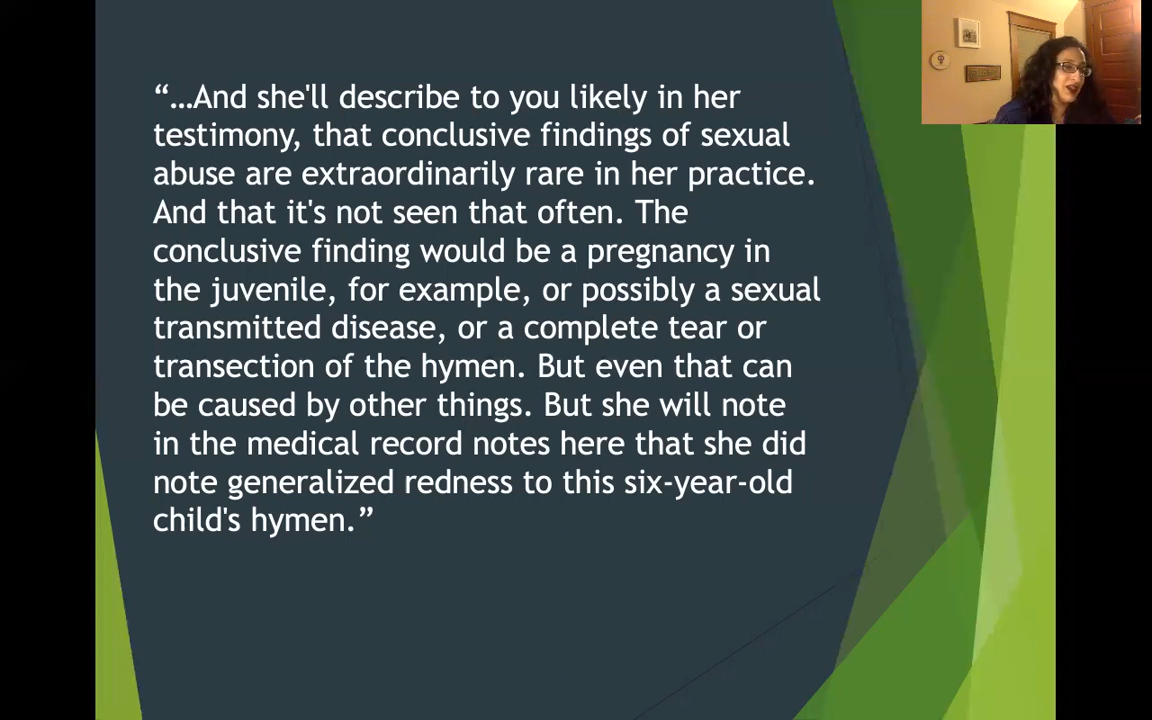 “…And she'll describe to you likely in her
testimony, that conclusive findings of sexual
abuse are extraordinarily rare in her practice.
And that it's not seen that often. The
conclusive finding would be a pregnancy in
the juvenile, for example, or possibly a sexual
transmitted disease, or a complete tear or
transection of the hymen. But even that can
be caused by other things. But she will note
in the medical record notes here that she did
note generalized redness to this six-year-old
child's hymen.”